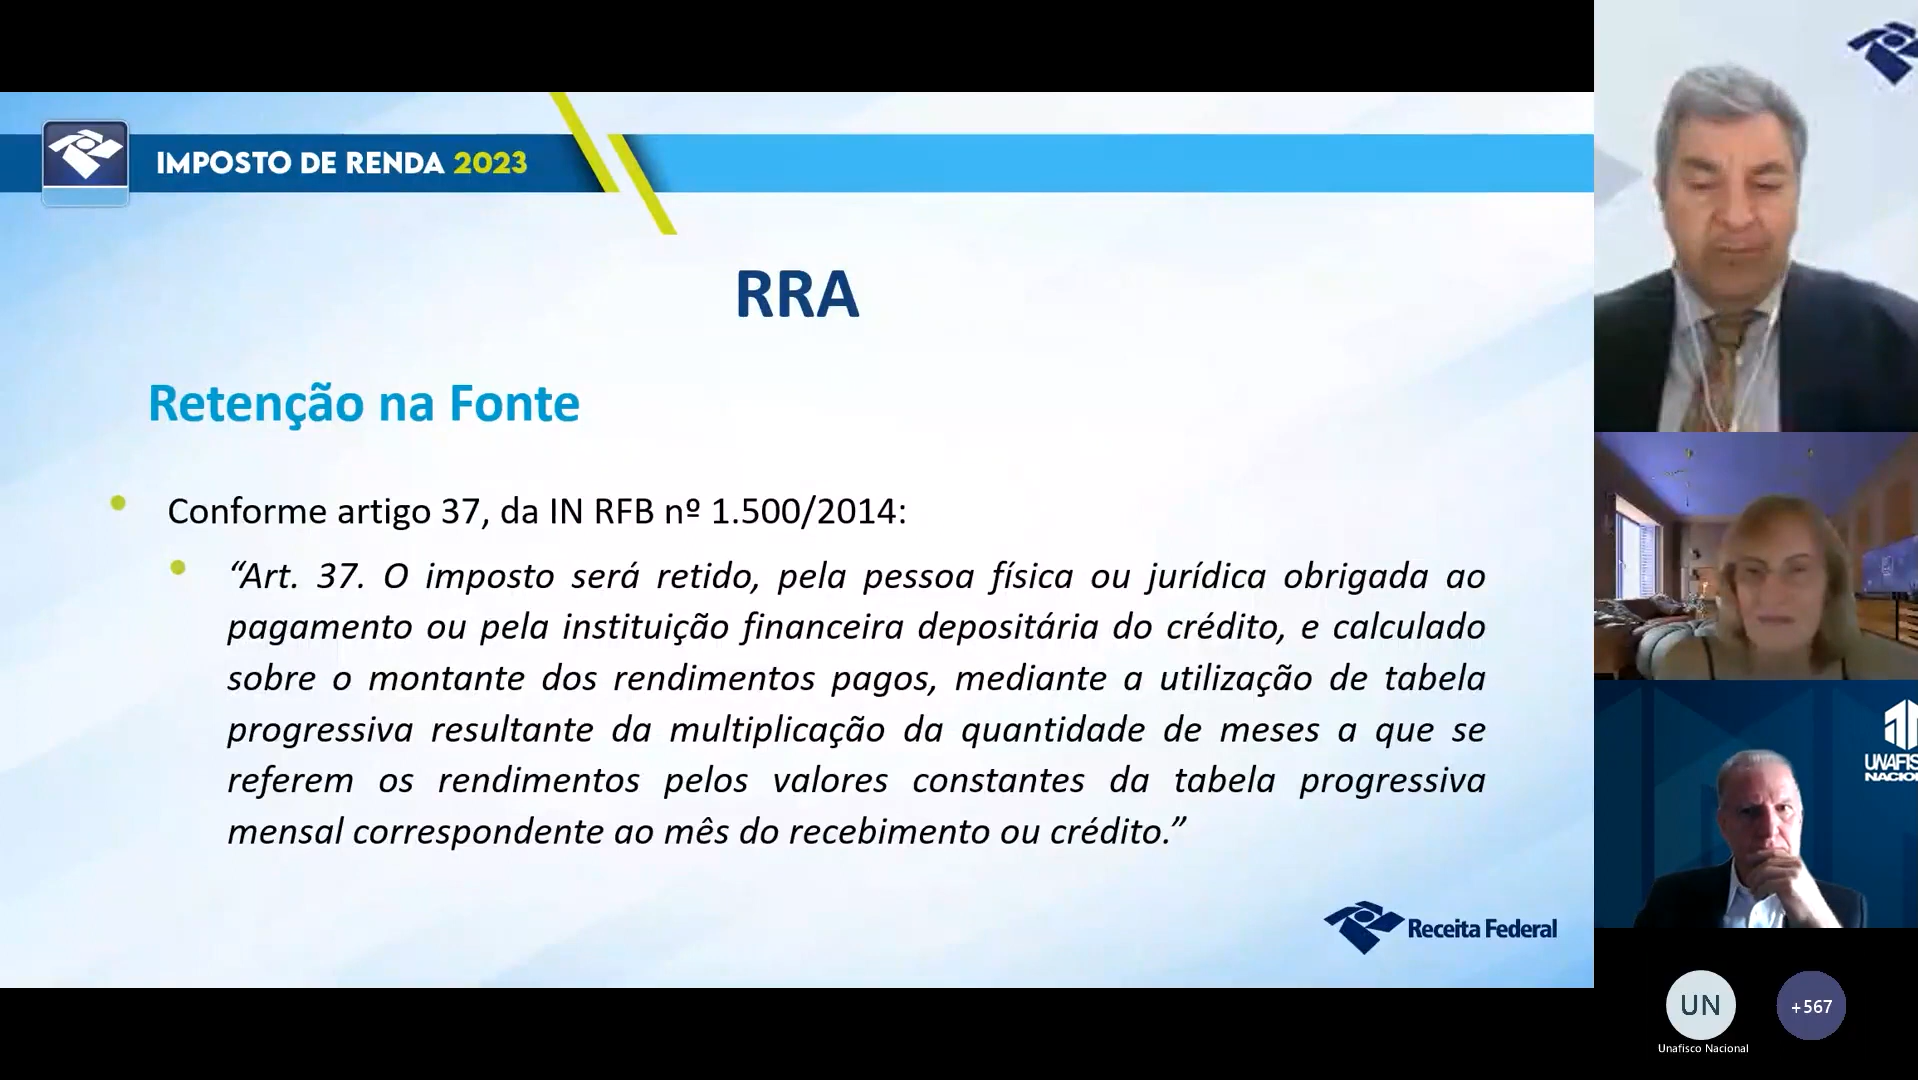 IMPOSTO DE RENDA 2023
RRA
Retenção na Fonte
Conforme artigo 37, da IN RFB nº 1.500/2014:
“Art. 37. O imposto será retido, pela pessoa física ou jurídica obrigada ao
pagamento ou pela instituição financeira depositária do crédito, e calculado
sobre o montante dos rendimentos pagos, mediante a utilização de tabela
progressiva resultante da multiplicação da quantidade de meses a que se
referem os rendimentos pelos valores constantes da tabela progressiva
mensal correspondente ao mês do recebimento ou crédito.”
Receita Federal
UNAFIS
NACIO
UN
+567
Unafisco Nacional